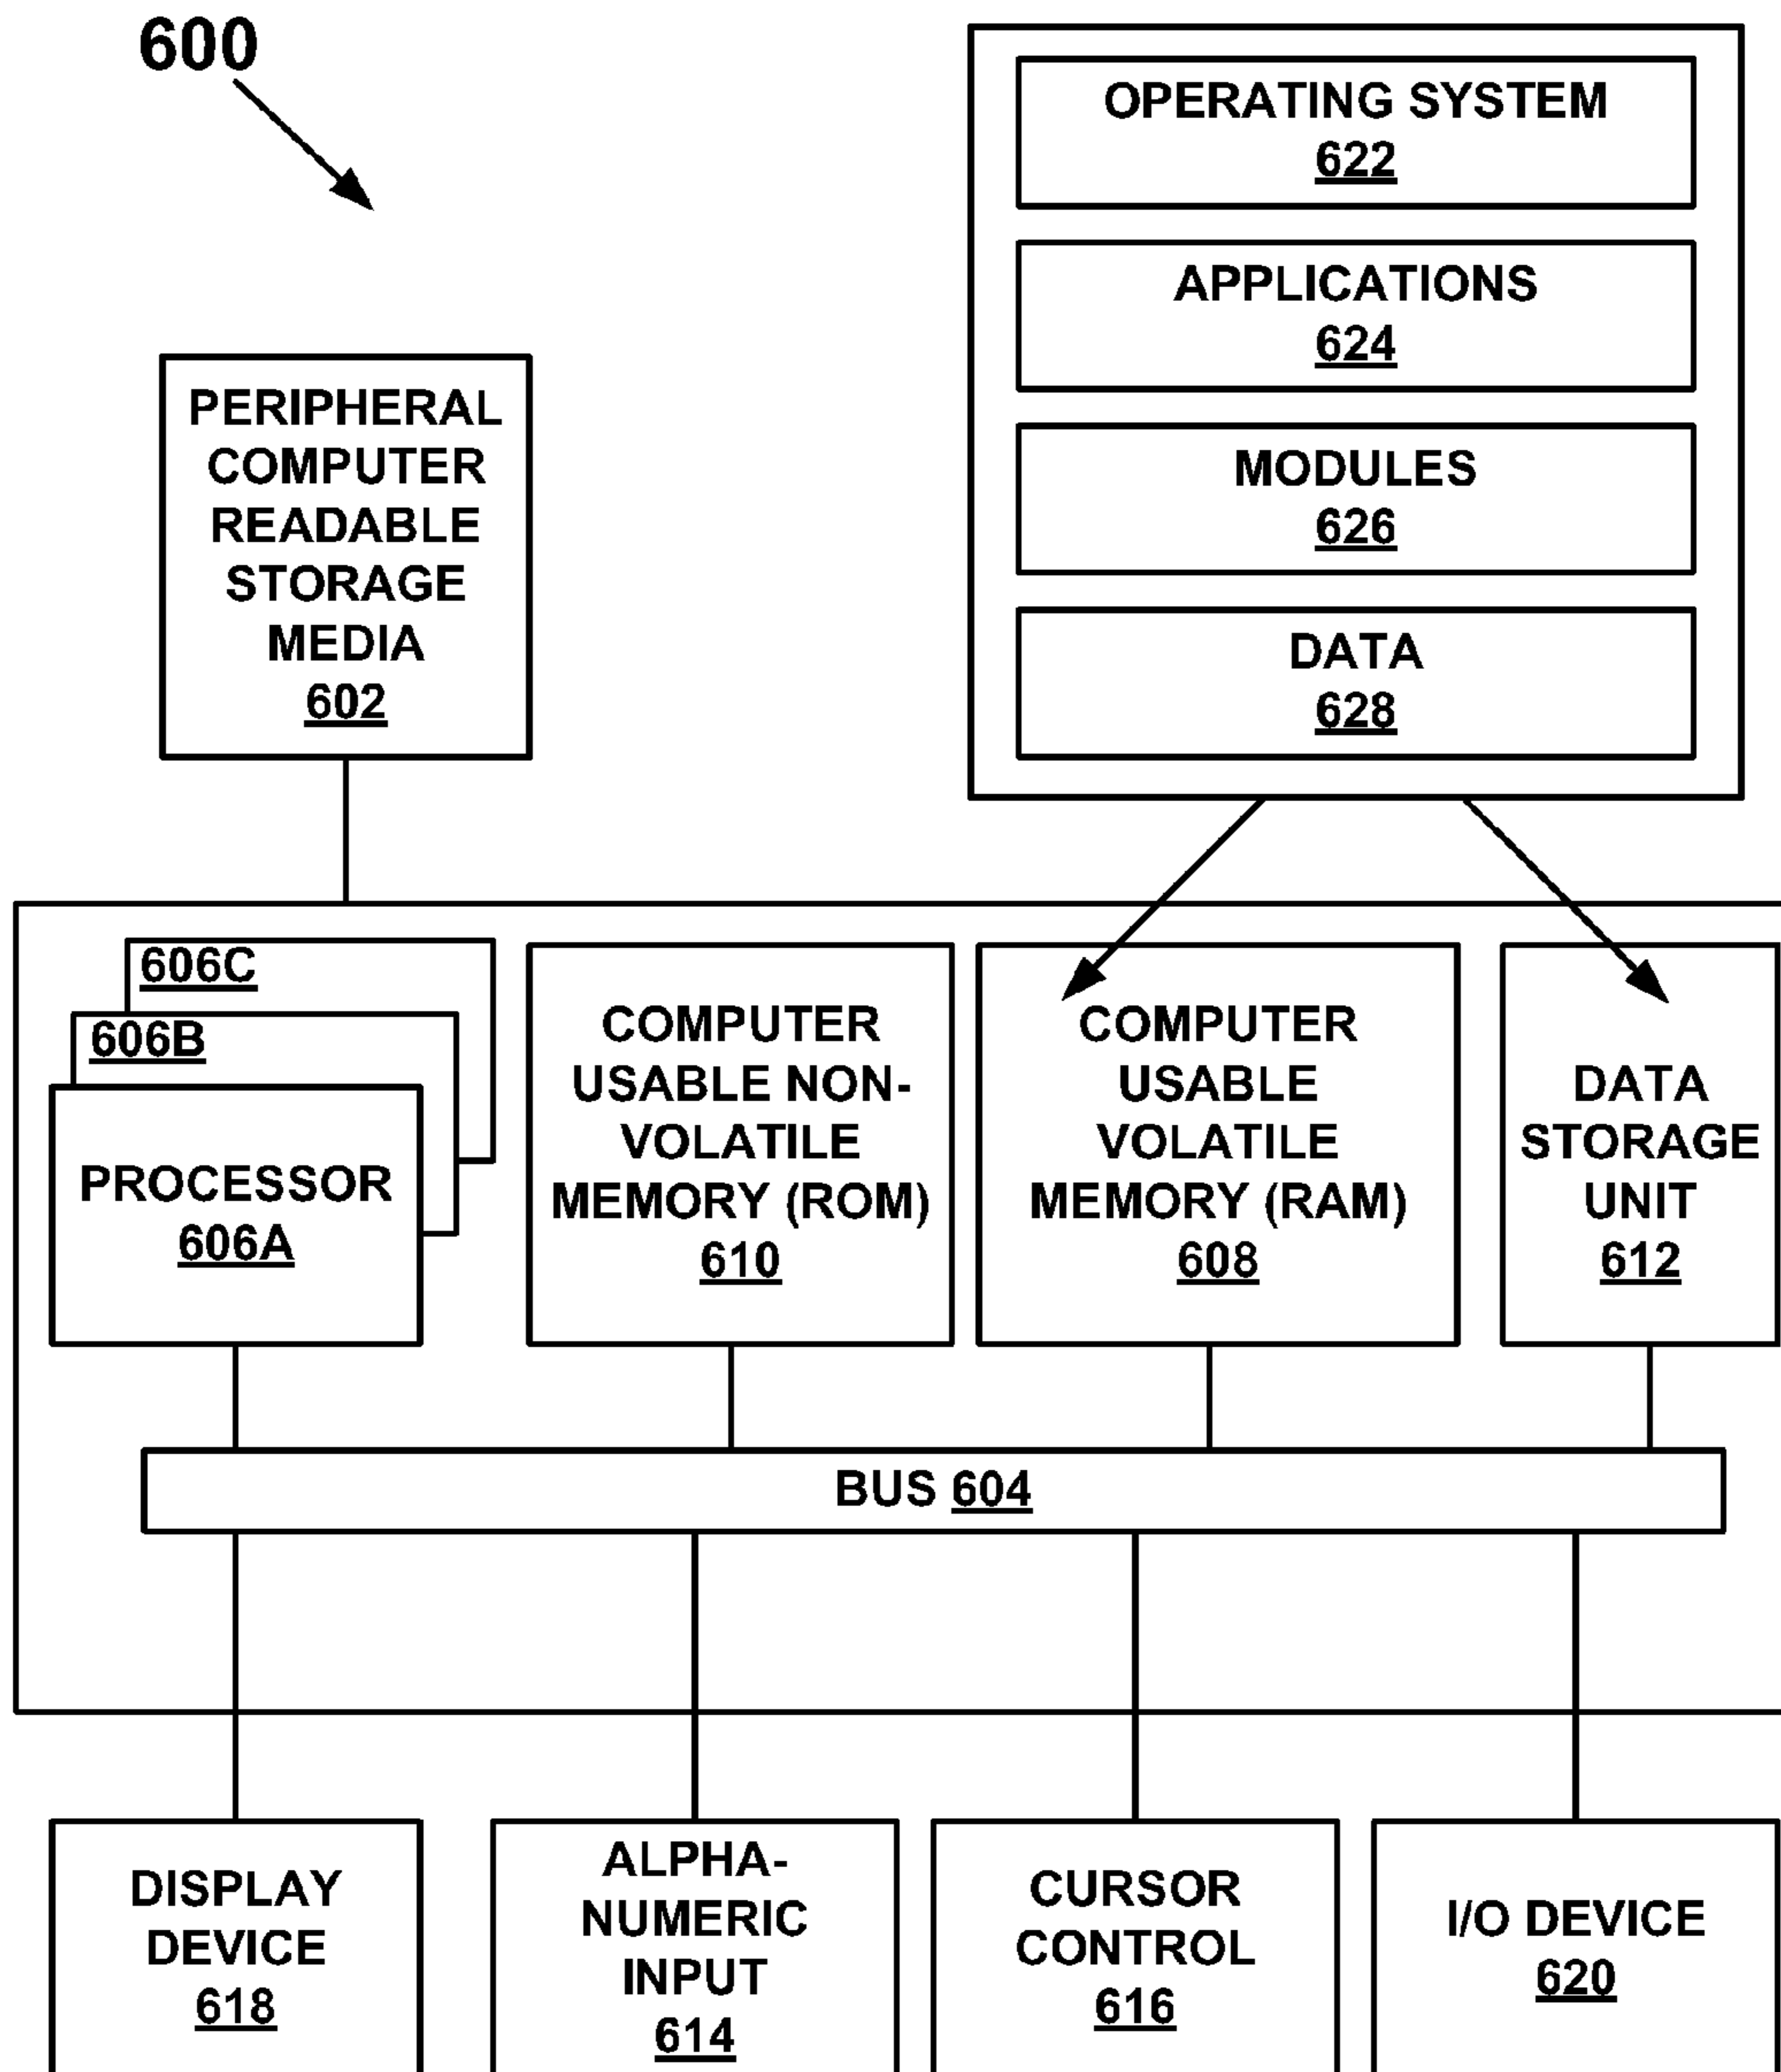 600
OPERATING SYSTEM
622
APPLICATIONS
624
MODULES
626
DATA
628
PERIPHERAL
COMPUTER
READABLE
STORAGE
MEDIA
602
606C
606B
PROCESSOR
606A
COMPUTER
USABLE NON-
VOLATILE
MEMORY (ROM)
610
COMPUTER
USABLE
VOLATILE
MEMORY (RAM)
608
DATA
STORAGE
UNIT
612
BUS 604
DISPLAY
DEVICE
618
ALPHA-
NUMERIC
INPUT
614
CURSOR
CONTROL
616
I/O DEVICE
620